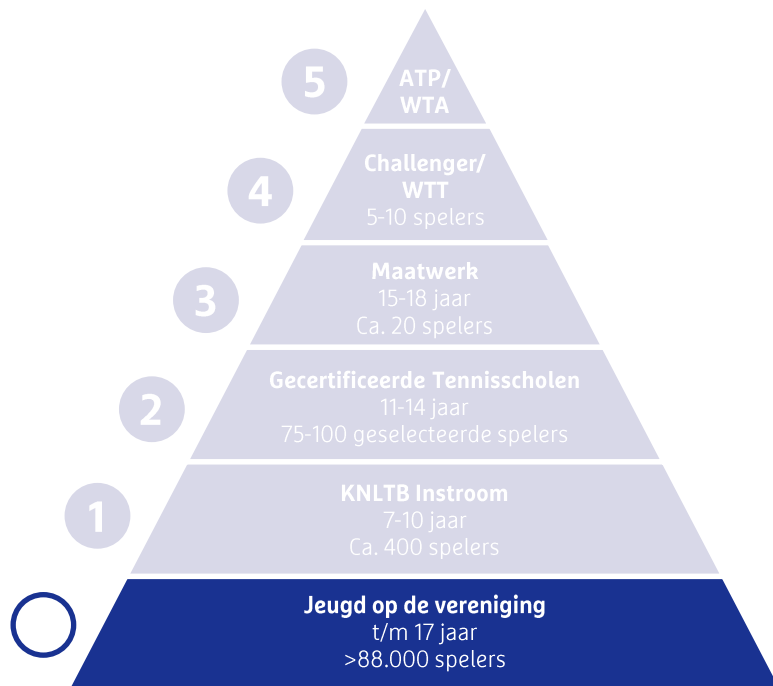 5
ATP/
WTA
4
Challenger/
WTT
5-10 spelers
3
Maatwerk
15-18 jaar
Ca. 20 spelers
2
Gecertificeerde Tennisscholen
11-14 jaar
75-100 geselecteerde spelers
1
KNLTB Instroom
7-10 jaar
Ca. 400 spelers
Jeugd op de vereniging
t/m 17 jaar
>88.000 spelers